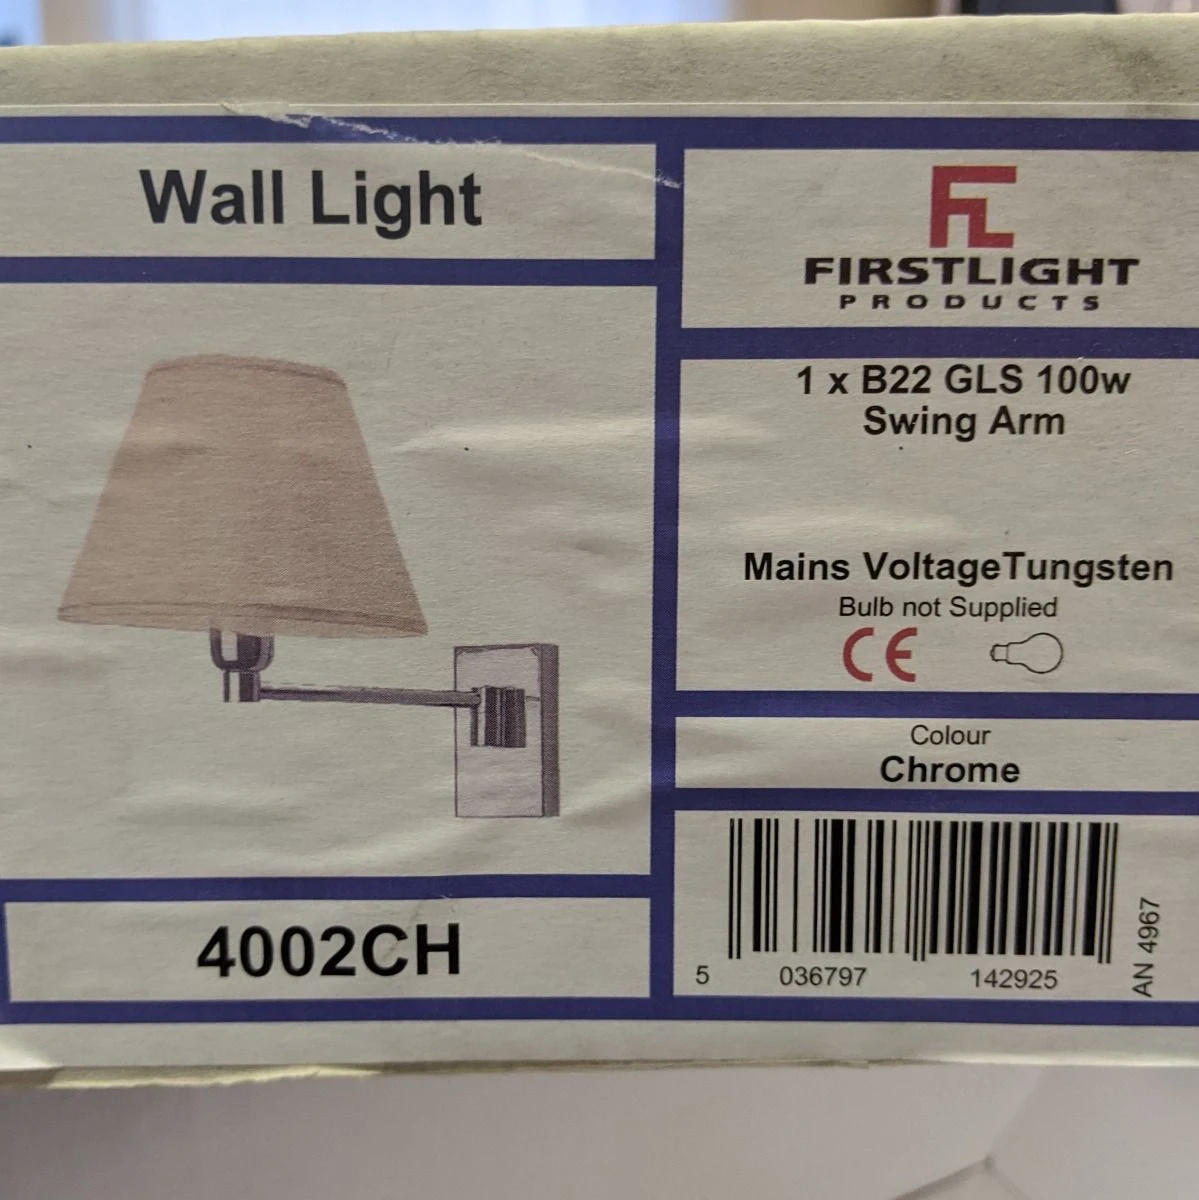 Wall Light
FL
FIRSTLIGHT
PRODUCTS
1 x B22 GLS 100w
Swing Arm
Mains VoltageTungsten
Bulb not Supplied
CE
Colour
Chrome
4002CH
5 036797 142925
AN 4967